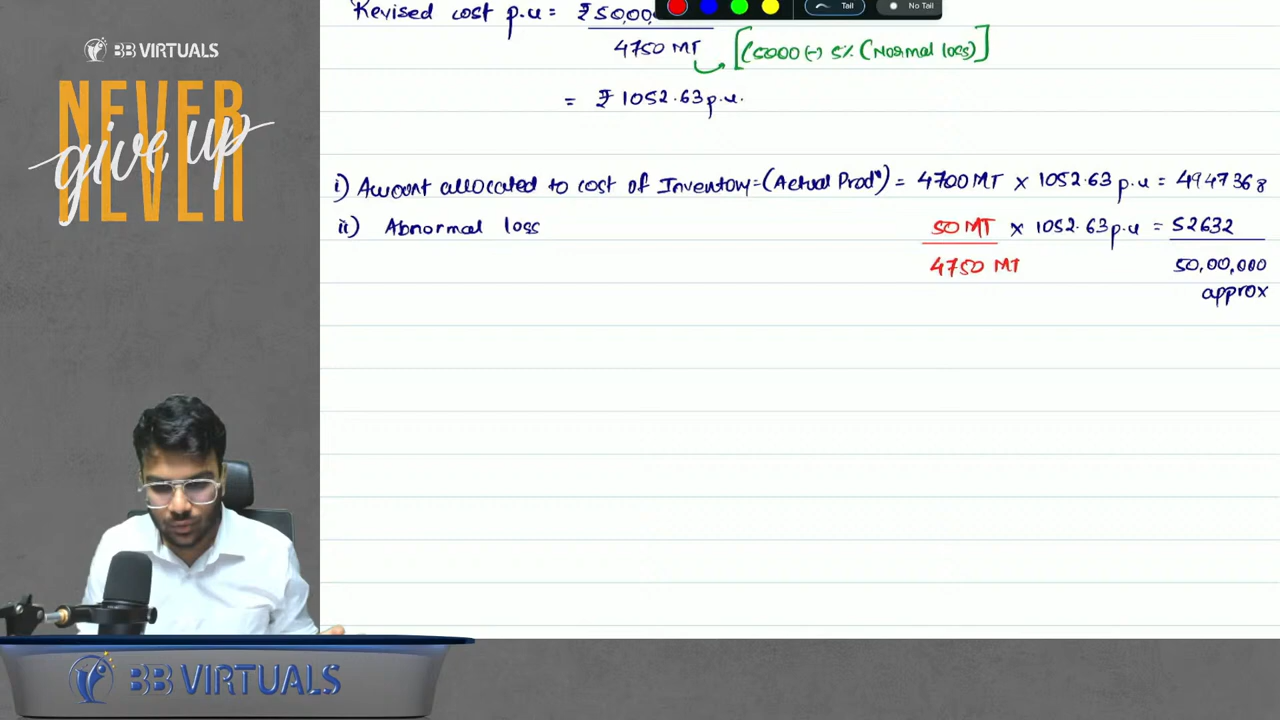 BB VIRTUALS
NEVER
give up
NEVER
Tail
No Tail
Revised cost p.u = ₹50,00
4750 MT [(5000 (-) 5% (Normal loss)]
= ₹1052.63 p.u.
i) Amount allocated to cost of Inventory = (Actual Prodⁿ) = 4700 MT x 1052.63 p.u = 4947368
ii) Abnormal loss 50 MT x 1052.63 p.u = 52632
4750 MT 50,00,000
approx
BB VIRTUALS